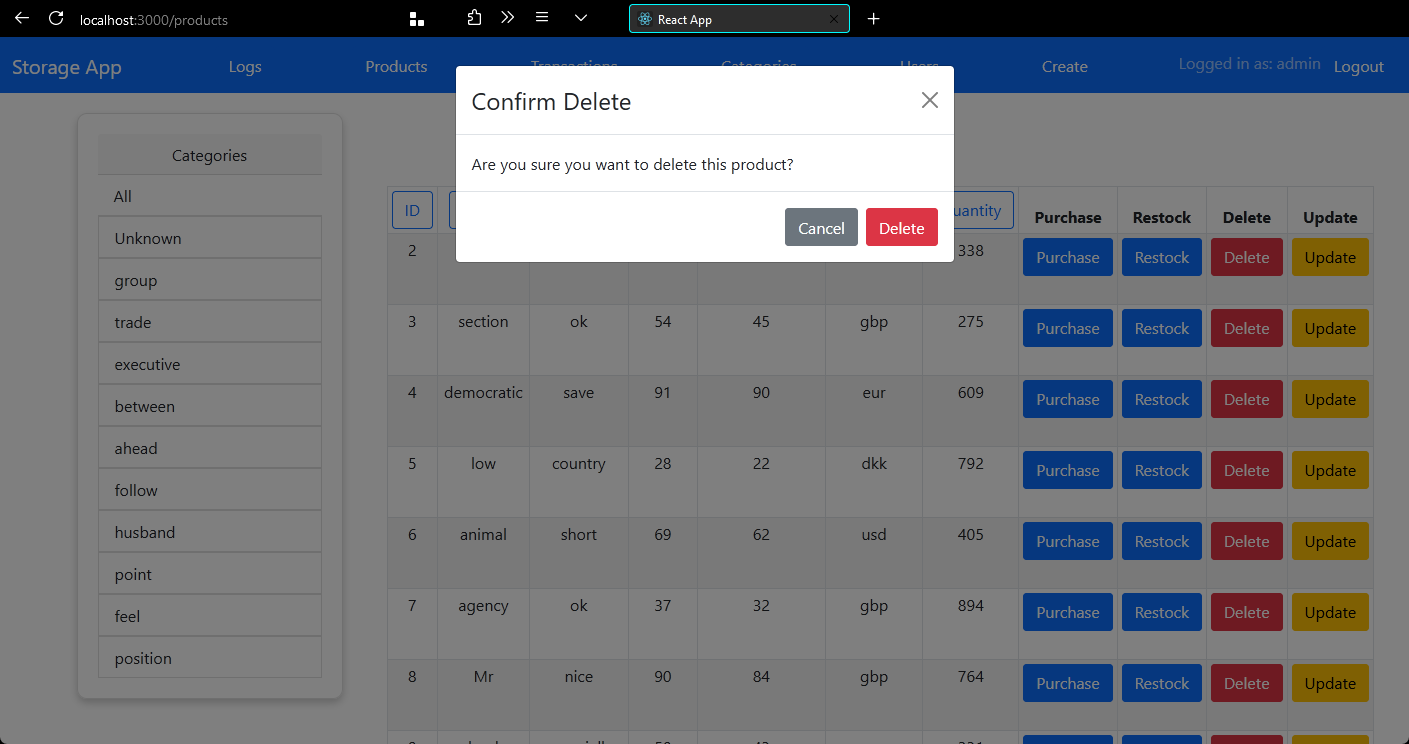 localhost:3000/products
React App
Storage App Logs Products Transactions Categories Users Create Logged in as: admin Logout
Confirm Delete
Are you sure you want to delete this product?
Cancel Delete
Categories
All
Unknown
group
trade
executive
between
ahead
follow
husband
point
feel
position
ID uantity Purchase Restock Delete Update
2 338 Purchase Restock Delete Update
3 section ok 54 45 gbp 275 Purchase Restock Delete Update
4 democratic save 91 90 eur 609 Purchase Restock Delete Update
5 low country 28 22 dkk 792 Purchase Restock Delete Update
6 animal short 69 62 usd 405 Purchase Restock Delete Update
7 agency ok 37 32 gbp 894 Purchase Restock Delete Update
8 Mr nice 90 84 gbp 764 Purchase Restock Delete Update